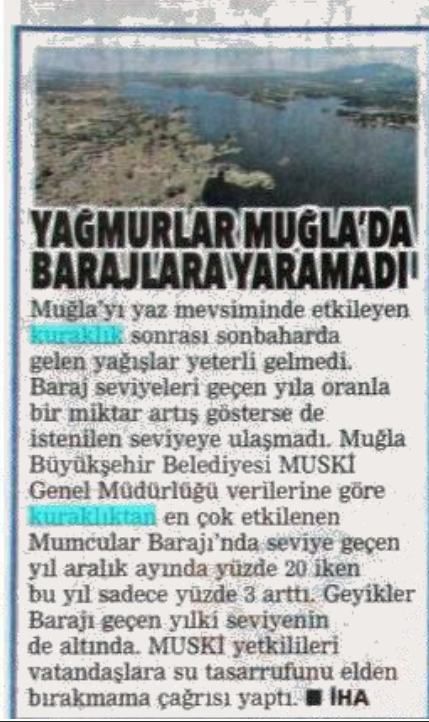 YAĞMURLAR MUĞLA'DA
BARAJLARA YARAMADI
Muğla'yı yaz mevsiminde etkileyen
kuraklık sonrası sonbaharda
gelen yağışlar yeterli gelmedi.
Baraj seviyeleri geçen yıla oranla
bir miktar artış gösterse de
istenilen seviyeye ulaşmadı. Muğla
Büyükşehir Belediyesi MUSKİ
Genel Müdürlüğü verilerine göre
kuraklıktan en çok etkilenen
Mumcular Barajı'nda seviye geçen
yıl aralık ayında yüzde 20 iken
bu yıl sadece yüzde 3 arttı. Geyikler
Barajı geçen yılki seviyenin
de altında. MUSKİ yetkilileri
vatandaşlara su tasarrufunu elden
bırakmama çağrısı yaptı. ■ İHA